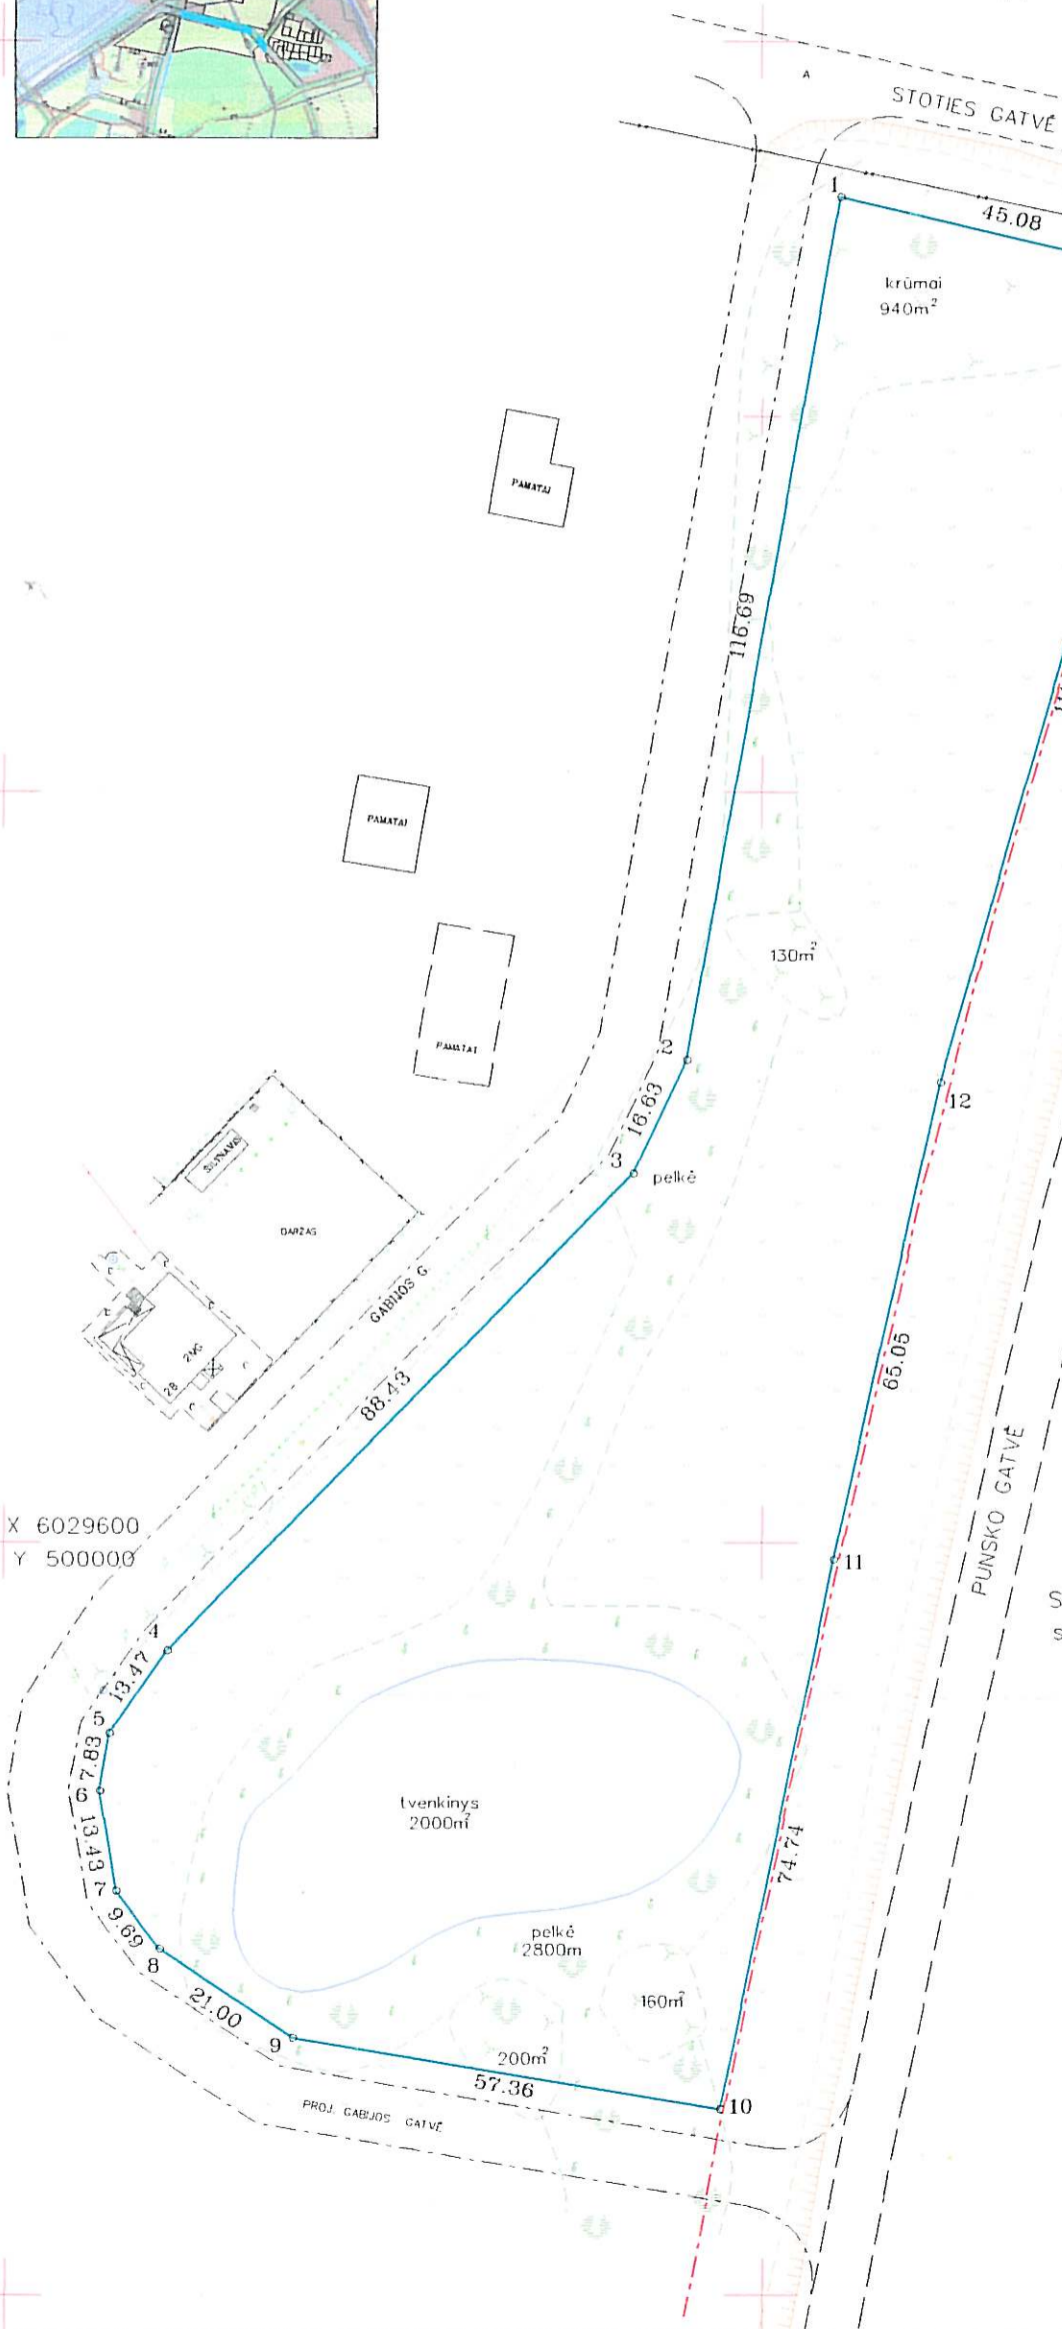 A
STOTIES GATVĖ
1
45.08
krūmai
940m²
PAMATAI
116.69
PAMATAI
130m²
PAMATAI
2
12
16.63
3
pelkė
ŠILTNAVIS
DARŽAS
GABIJOS G
2MG
28
65.05
88.43
PUNSKO GATVĖ
X 6029600
Y 500000
11
4
13.47
5
7.83
6
tvenkinys
2000m²
13.43
74.74
7
9.69
pelkė
2800m
8
21.00
160m²
9
200m²
57.36
10
PROJ. GABIJOS GATVĖ